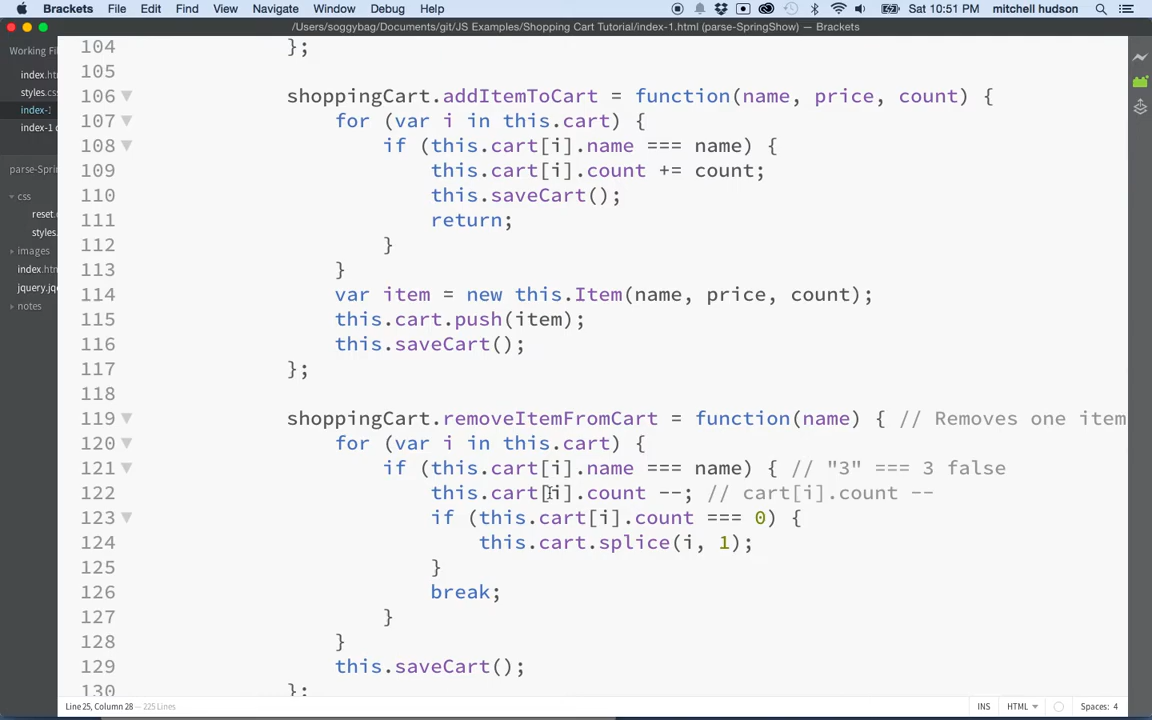 Brackets File Edit Find View Navigate Window Debug Help Sat 10:51 PM mitchell hudson
/Users/soggybag/Documents/git/JS Examples/Shopping Cart Tutorial/index-1.html (parse-SpringShow) — Brackets
Working Fil
index.ht
styles.cs
index-1
index-1 c
parse-Spri
css
reset.c
styles.
images
index.htm
jquery.jqc
notes
104 };
105
106 shoppingCart.addItemToCart = function(name, price, count) {
107 for (var i in this.cart) {
108 if (this.cart[i].name === name) {
109 this.cart[i].count += count;
110 this.saveCart();
111 return;
112 }
113 }
114 var item = new this.Item(name, price, count);
115 this.cart.push(item);
116 this.saveCart();
117 };
118
119 shoppingCart.removeItemFromCart = function(name) { // Removes one item
120 for (var i in this.cart) {
121 if (this.cart[i].name === name) { // "3" === 3 false
122 this.cart[i].count --; // cart[i].count --
123 if (this.cart[i].count === 0) {
124 this.cart.splice(i, 1);
125 }
126 break;
127 }
128 }
129 this.saveCart();
130 };
Line 25, Column 28 — 225 Lines INS HTML Spaces: 4